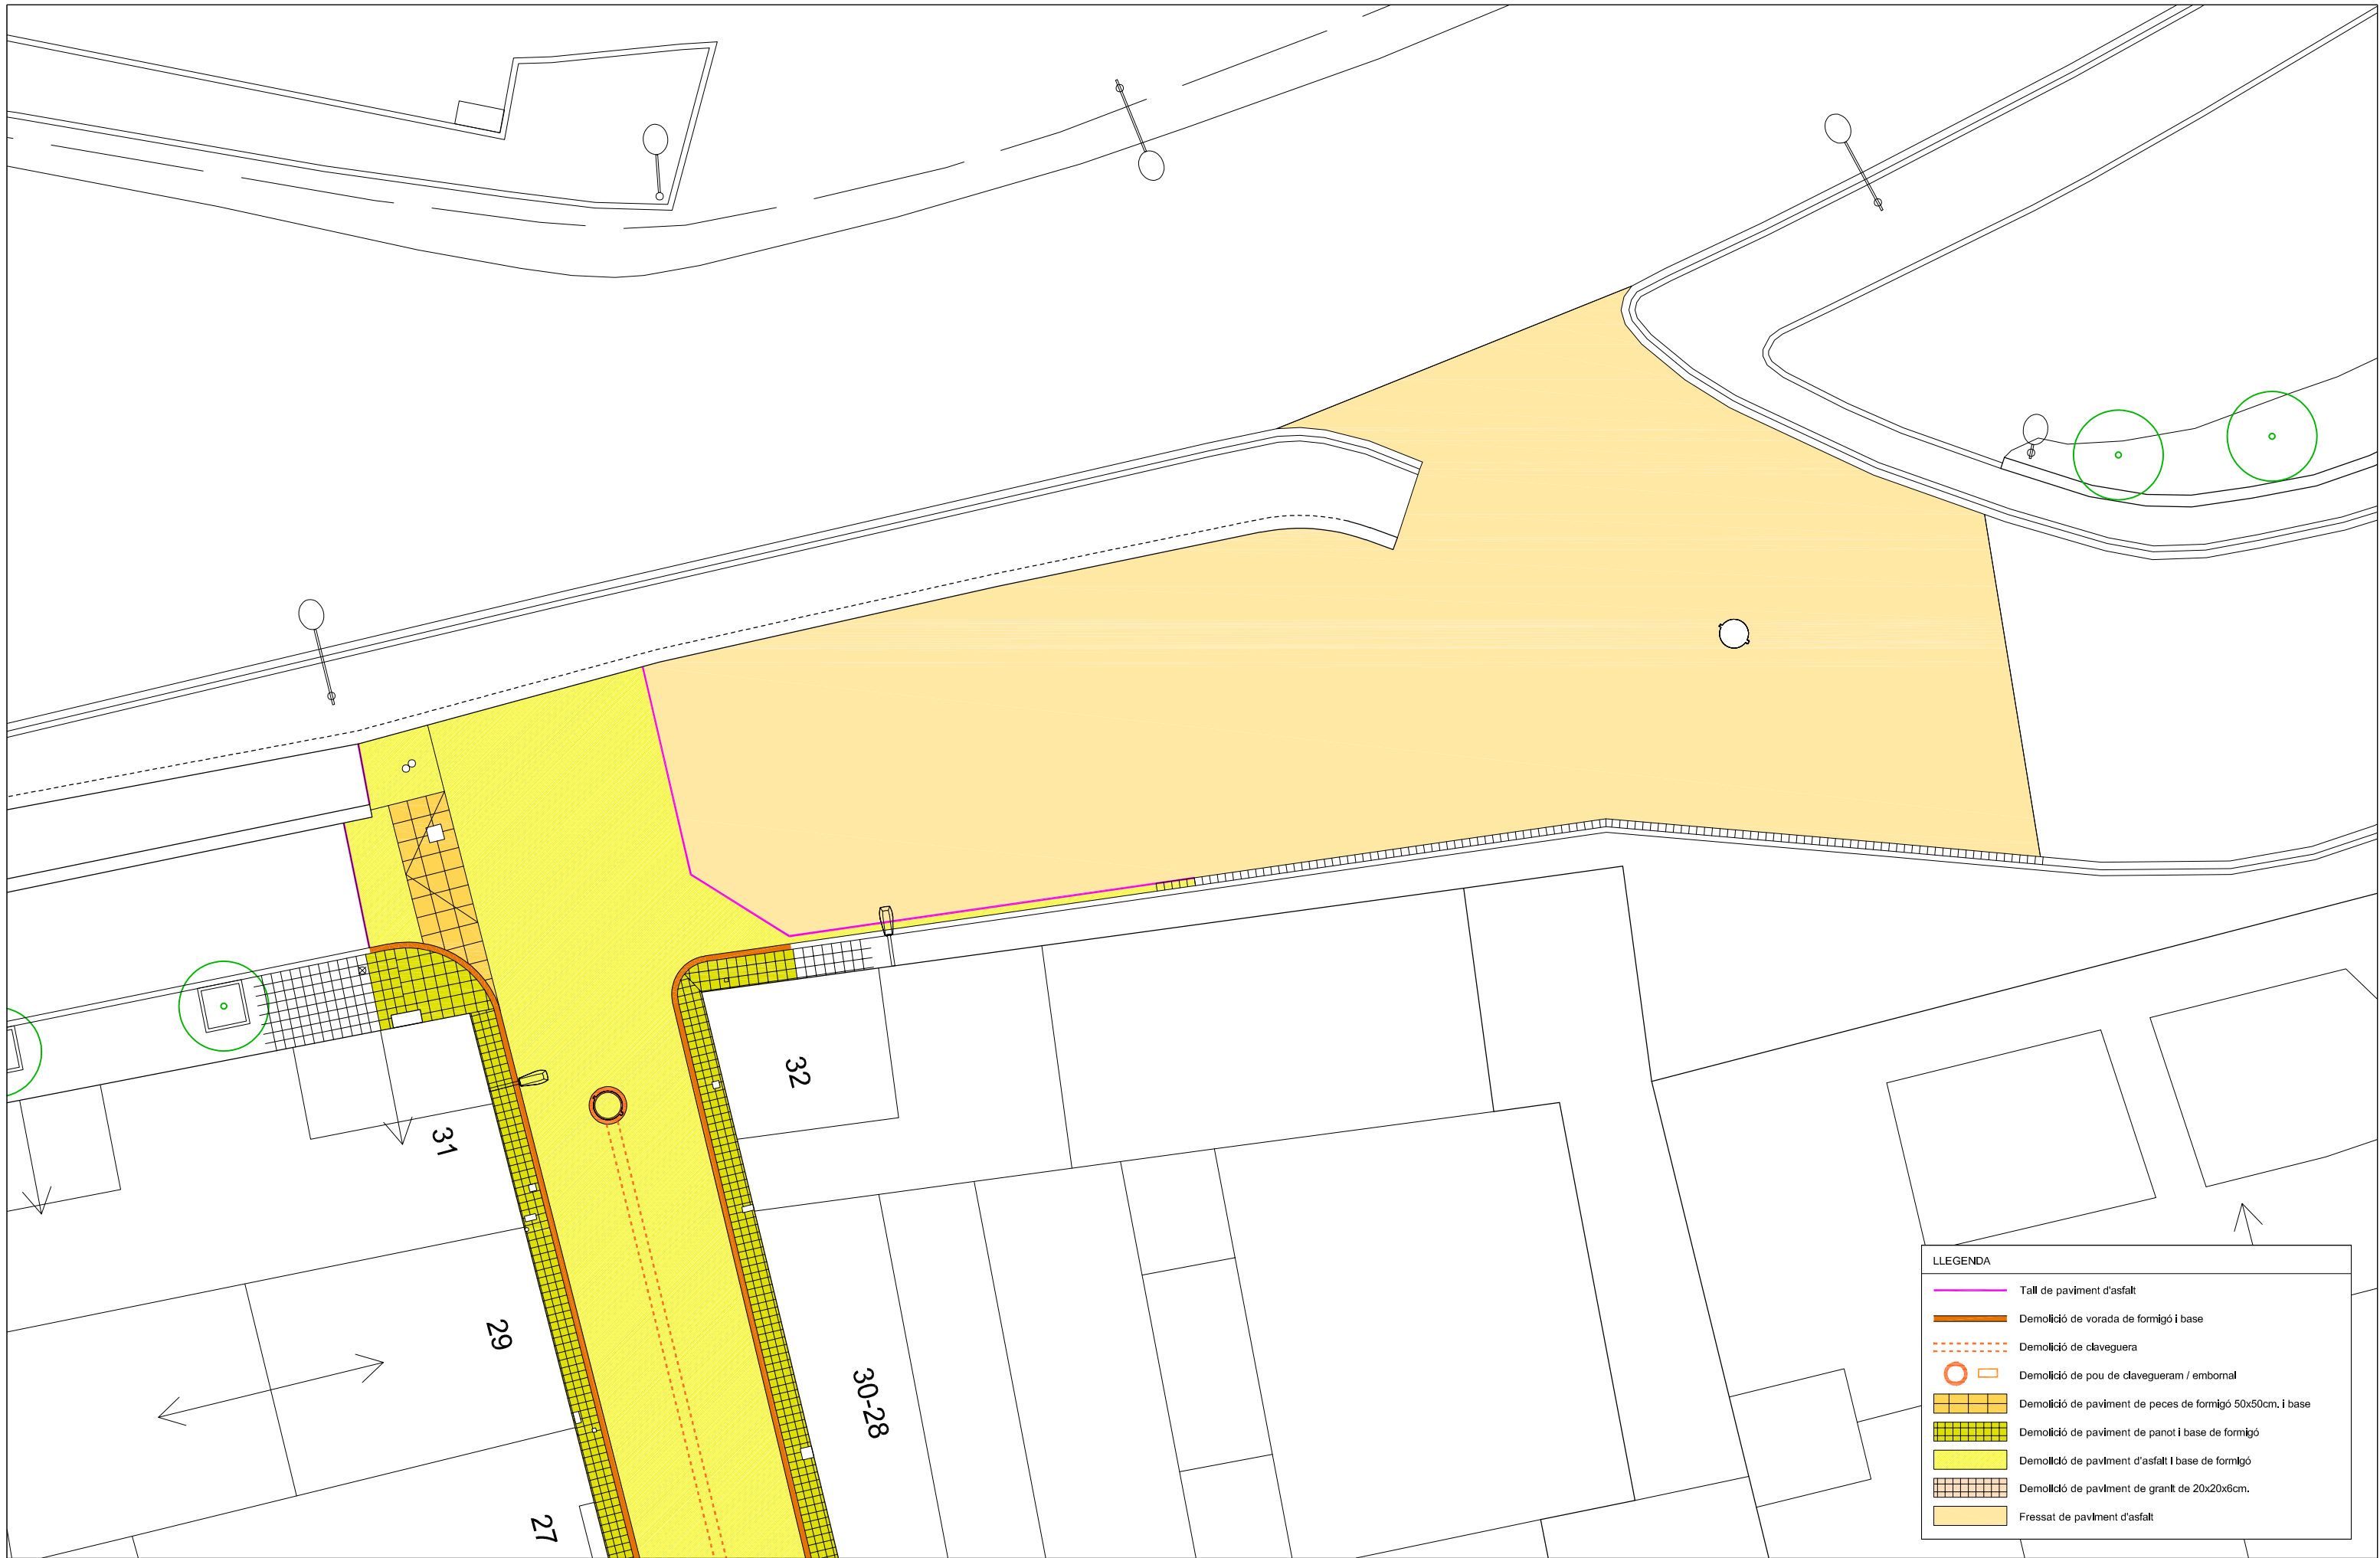 32
31
29
30-28
27
LLEGENDA
Tall de paviment d'asfalt
Demolició de vorada de formigó i base
Demolició de claveguera
Demolició de pou de clavegueram / embornal
Demolició de paviment de peces de formigó 50x50cm. i base
Demolició de paviment de panot i base de formigó
Demolició de paviment d'asfalt i base de formigó
Demolició de paviment de granit de 20x20x6cm.
Fressat de paviment d'asfalt